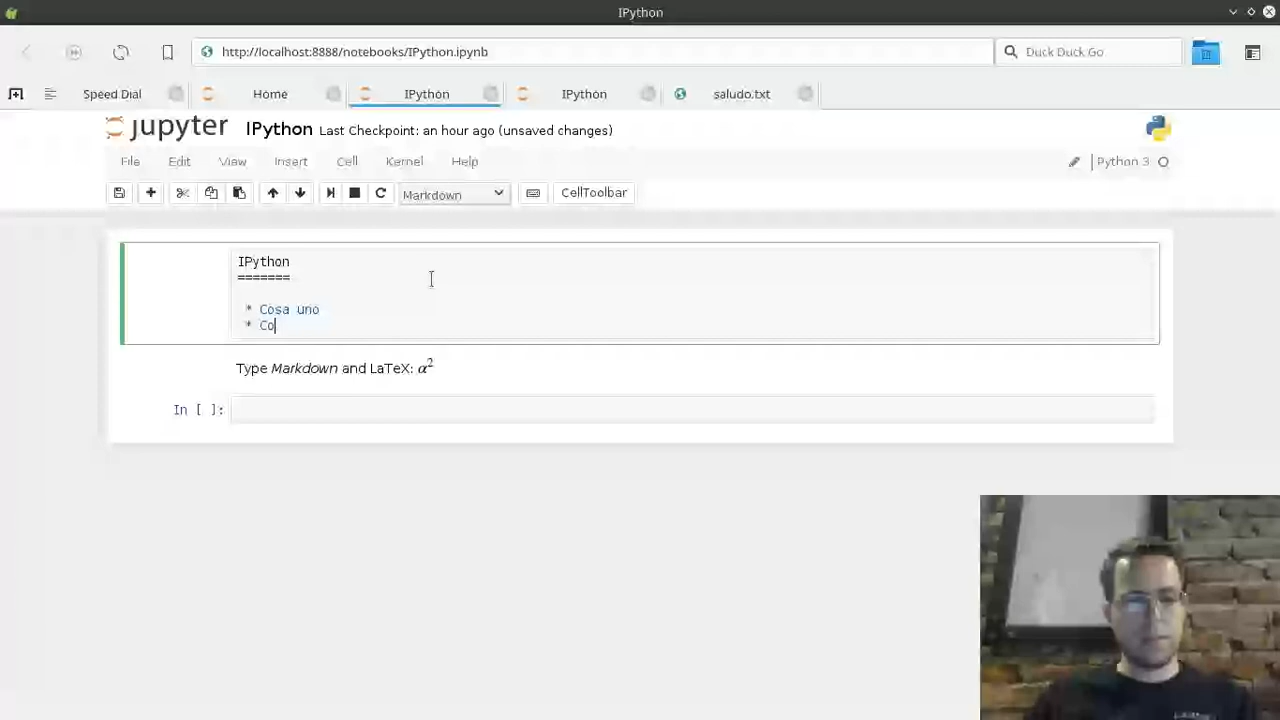 IPython
http://localhost:8888/notebooks/IPython.ipynb
Duck Duck Go
Speed Dial
Home
IPython
IPython
saludo.txt
jupyter IPython Last Checkpoint: an hour ago (unsaved changes)
File Edit View Insert Cell Kernel Help
Python 3
Markdown
CellToolbar
IPython
=======
* Cosa uno
* Co
Type Markdown and LaTeX: α²
In [ ]: